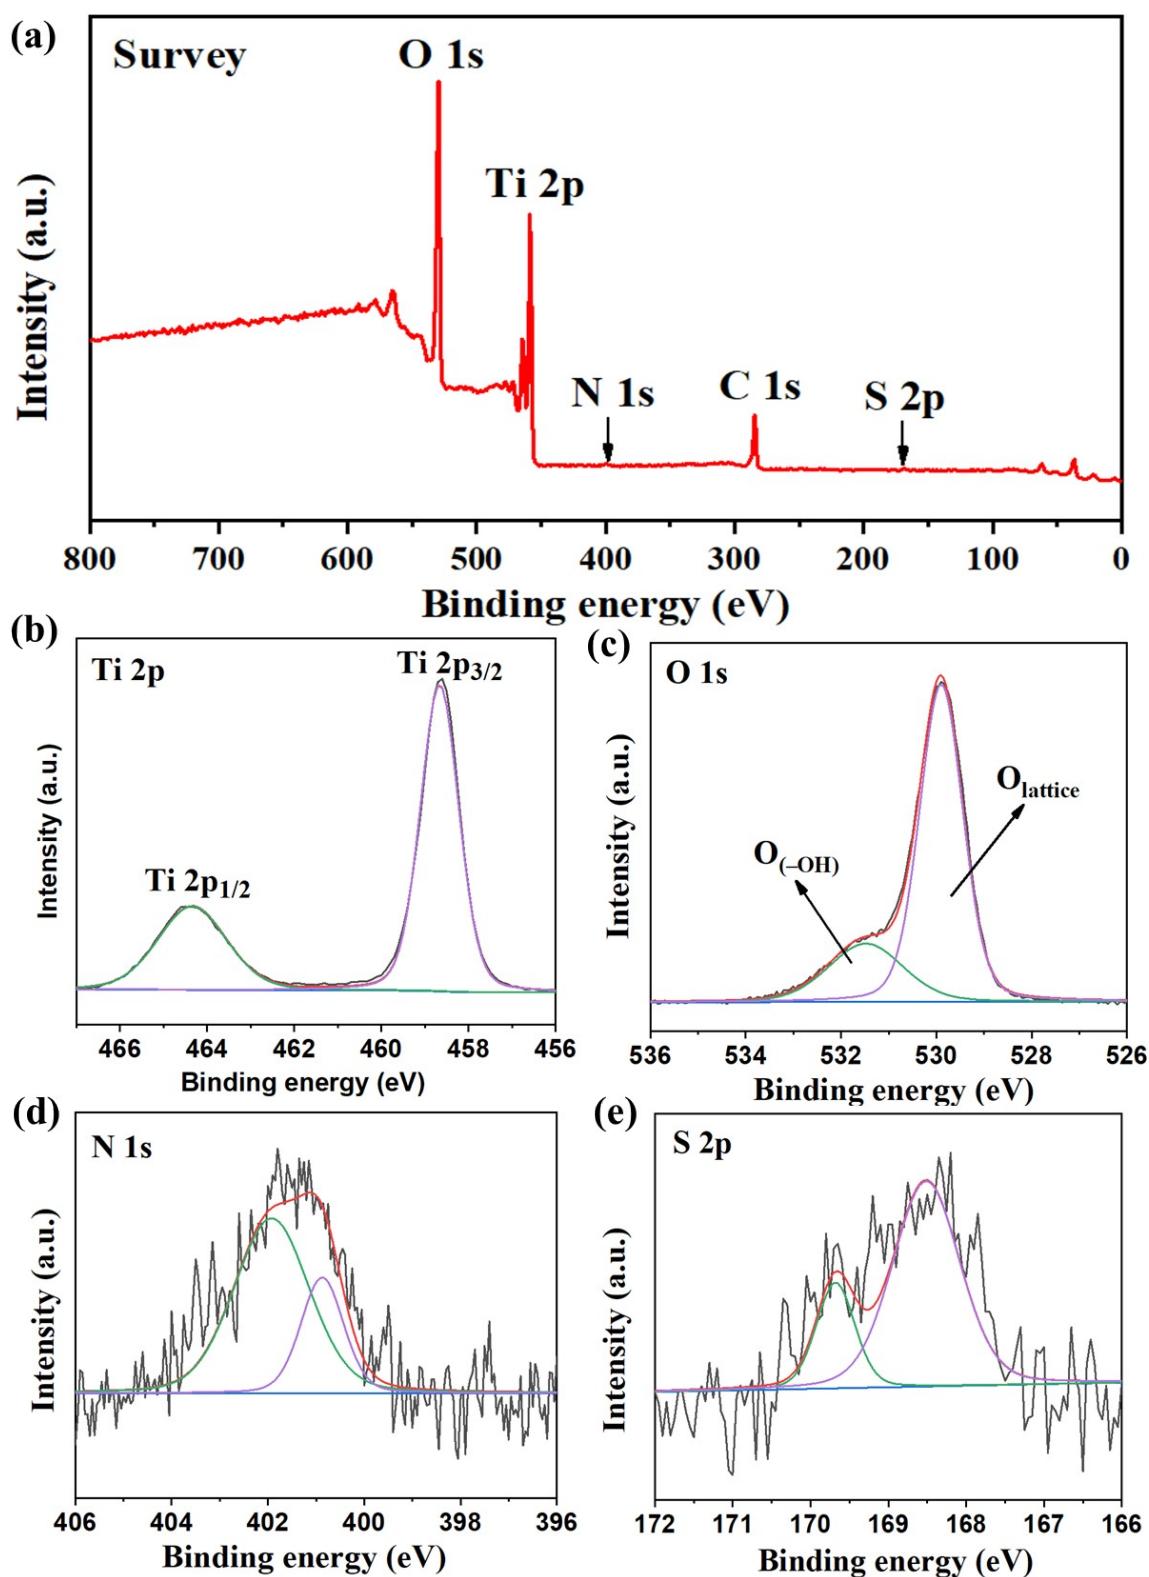 (a)
Survey
O 1s
Ti 2p
N 1s
C 1s
S 2p
Intensity (a.u.)
800 700 600 500 400 300 200 100 0
Binding energy (eV)
(b)
Ti 2p
Ti 2p3/2
Ti 2p1/2
Intensity (a.u.)
466 464 462 460 458 456
Binding energy (eV)
(c)
O 1s
Olattice
O(–OH)
Intensity (a.u.)
536 534 532 530 528 526
Binding energy (eV)
(d)
N 1s
Intensity (a.u.)
406 404 402 400 398 396
Binding energy (eV)
(e)
S 2p
Intensity (a.u.)
172 171 170 169 168 167 166
Binding energy (eV)